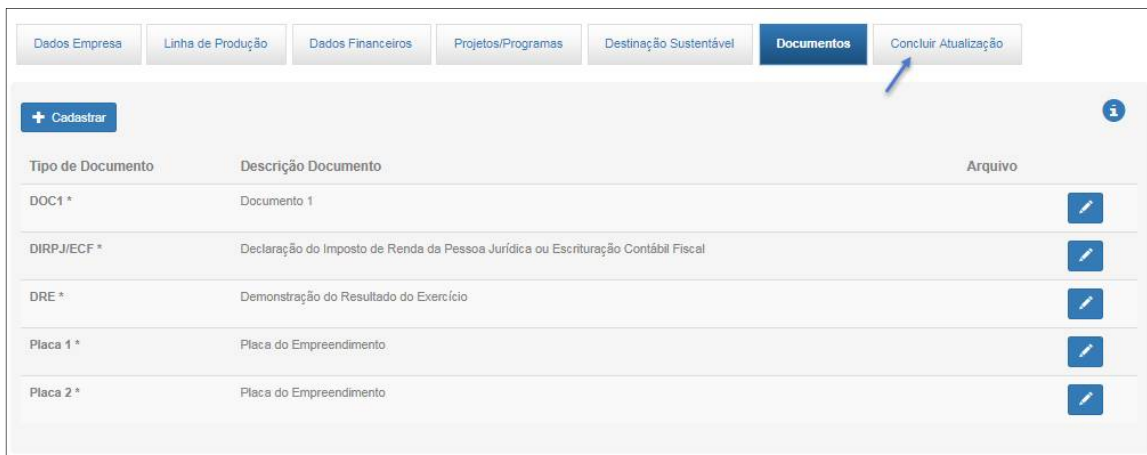 Dados Empresa Linha de Produção Dados Financeiros Projetos/Programas Destinação Sustentável Documentos Concluir Atualização
+ Cadastrar
Tipo de Documento Descrição Documento Arquivo
DOC1 * Documento 1
DIRPJ/ECF * Declaração do Imposto de Renda da Pessoa Jurídica ou Escrituração Contábil Fiscal
DRE * Demonstração do Resultado do Exercício
Placa 1 * Placa do Empreendimento
Placa 2 * Placa do Empreendimento